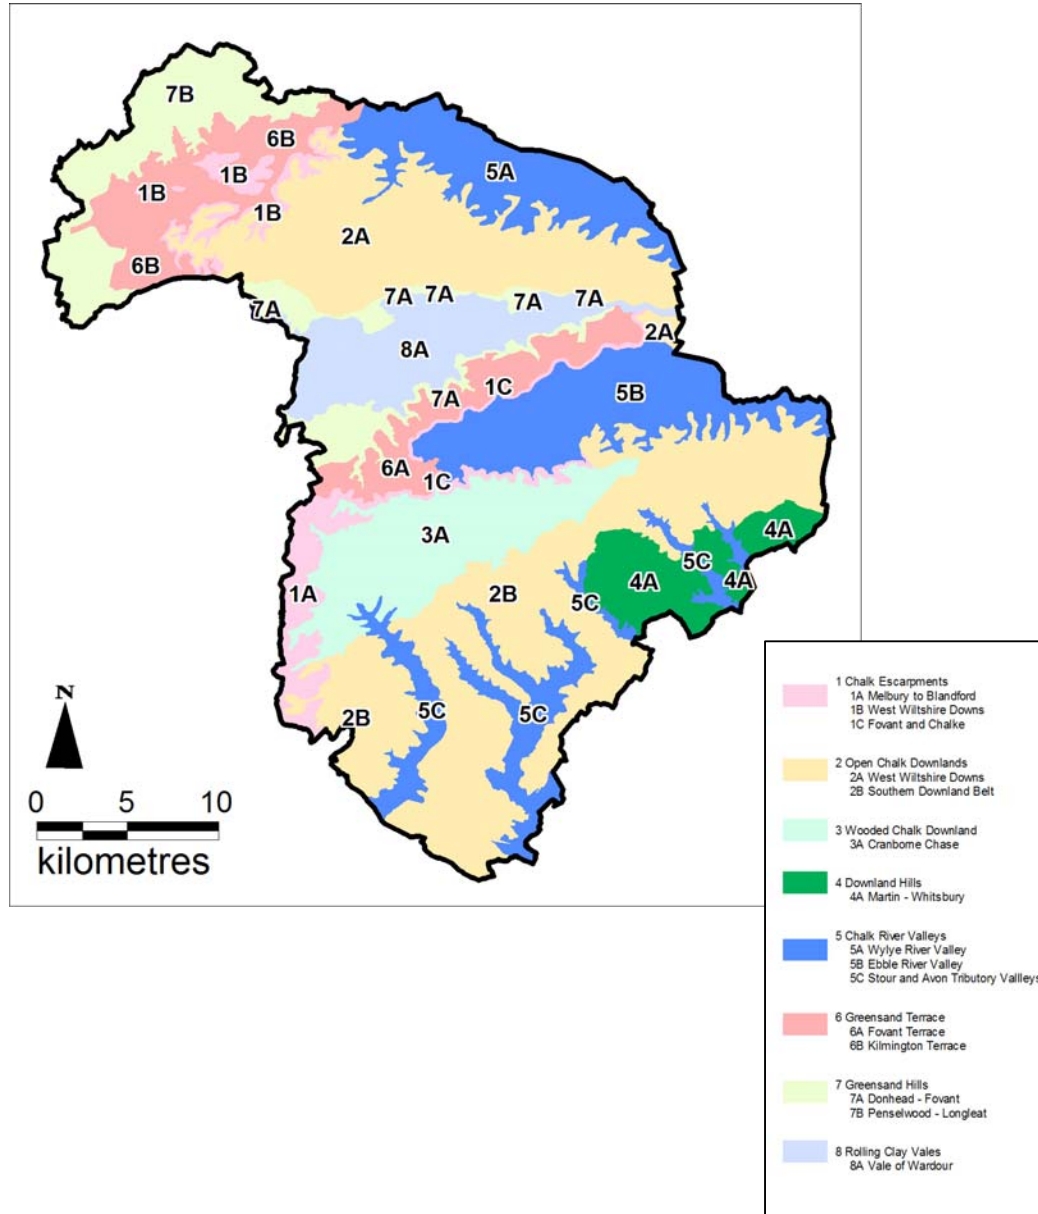 7B
6B
1B
5A
1B
1B
2A
6B
7A
7A
7A
7A
7A
2A
8A
1C
5B
7A
6A
1C
3A
4A
5C
4A
4A
1A
2B
5C
2B
5C
5C
N
0 5 10
kilometres
1 Chalk Escarpments
1A Melbury to Blandford
1B West Wiltshire Downs
1C Fovant and Chalke
2 Open Chalk Downlands
2A West Wiltshire Downs
2B Southern Downland Belt
3 Wooded Chalk Downland
3A Cranborne Chase
4 Downland Hills
4A Martin - Whitsbury
5 Chalk River Valleys
5A Wylye River Valley
5B Ebble River Valley
5C Stour and Avon Tributory Vallleys
6 Greensand Terrace
6A Fovant Terrace
6B Kilmington Terrace
7 Greensand Hills
7A Donhead - Fovant
7B Penselwood - Longleat
8 Rolling Clay Vales
8A Vale of Wardour